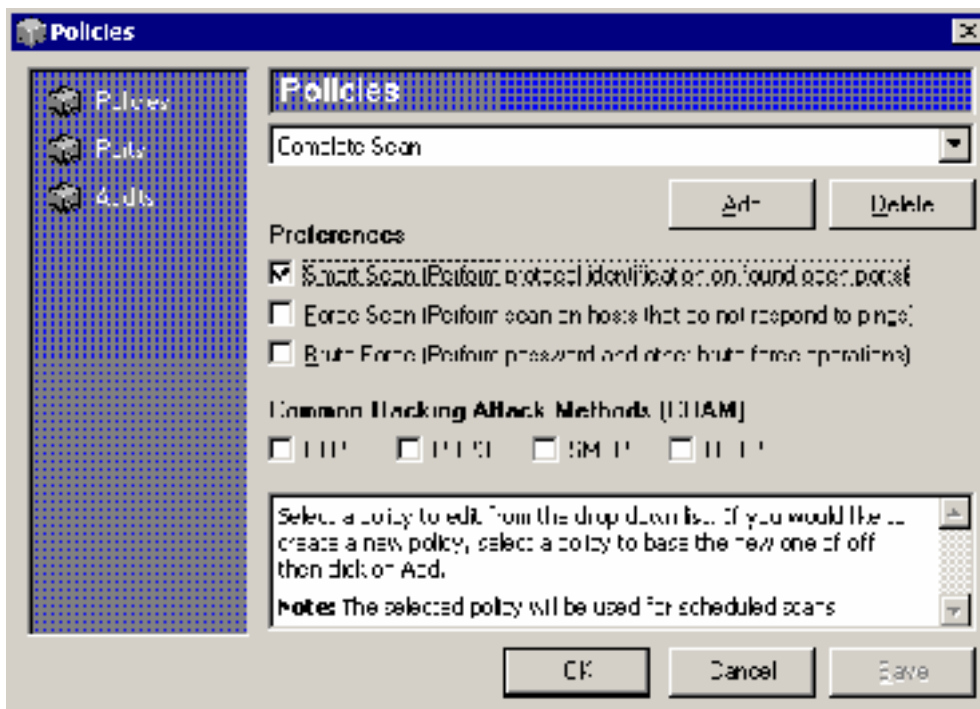 Policies
Policies
Ports
Audits
Policies
Complete Scan
Add
Delete
Preferences
Smart Scan (Perform protocol identification on found open ports)
Force Scan (Perform scan on hosts that do not respond to pings)
Brute Force (Perform password and other brute force operations)
Common Hacking Attack Methods (CHAM)
FTP
POP3
SMTP
HTTP
Select a policy to edit from the drop down list. If you would like to
create a new policy, select a policy to base the new one of off
then click on Add.
Note: The selected policy will be used for scheduled scans
OK
Cancel
Save